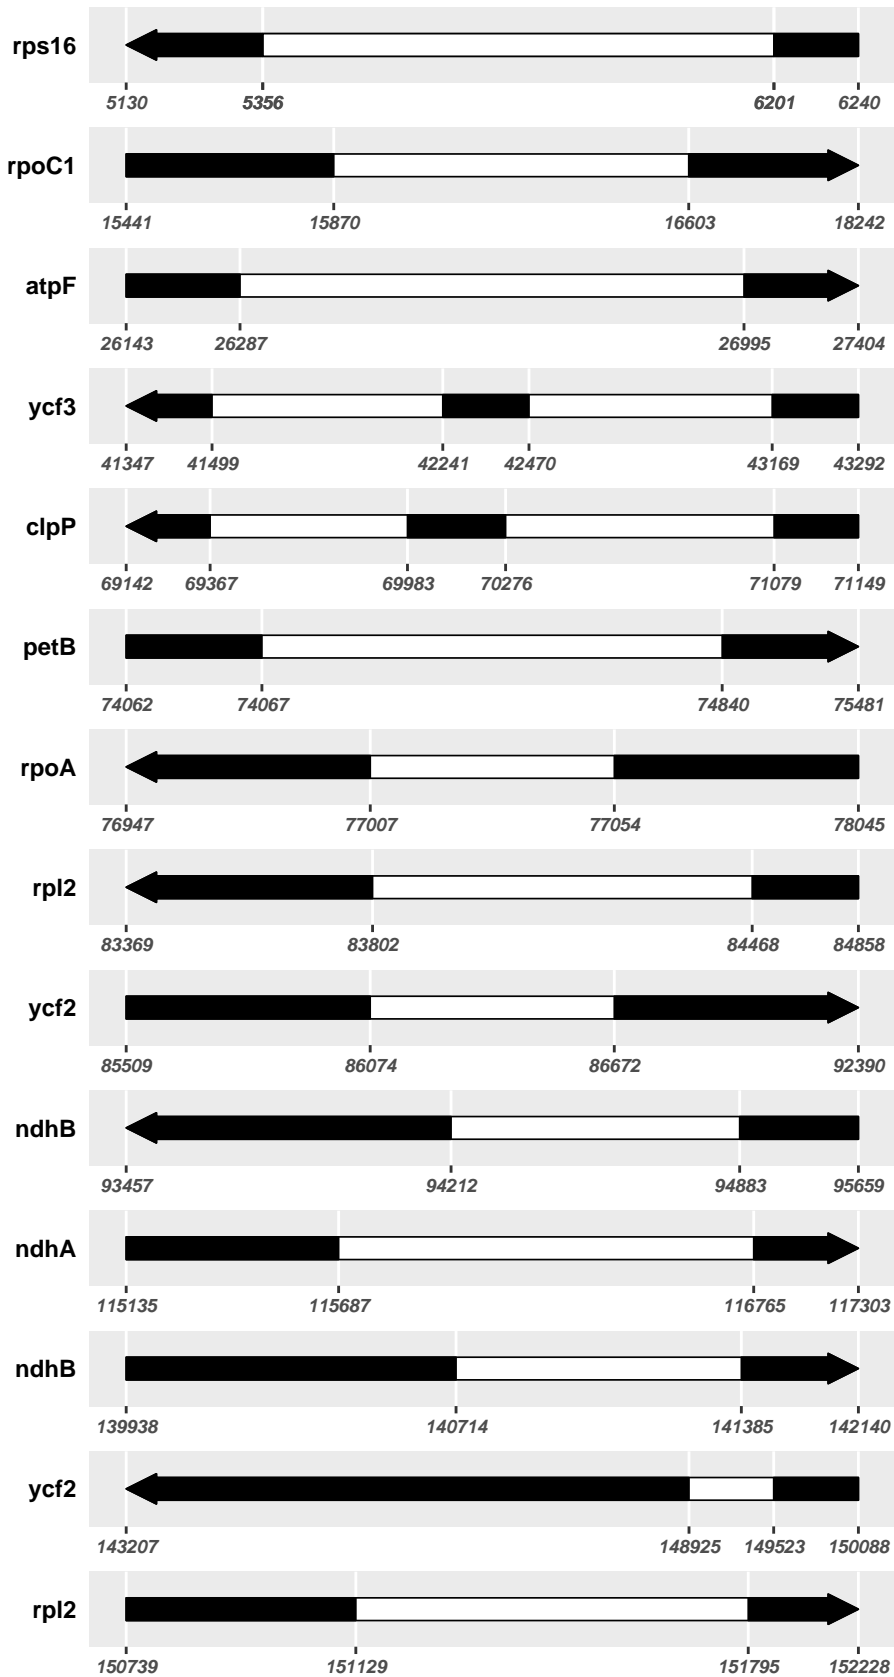 rps16
5130 5356 6201 6240
rpoC1
15441 15870 16603 18242
atpF
26143 26287 26995 27404
ycf3
41347 41499 42241 42470 43169 43292
clpP
69142 69367 69983 70276 71079 71149
petB
74062 74067 74840 75481
rpoA
76947 77007 77054 78045
rpl2
83369 83802 84468 84858
ycf2
85509 86074 86672 92390
ndhB
93457 94212 94883 95659
ndhA
115135 115687 116765 117303
ndhB
139938 140714 141385 142140
ycf2
143207 148925 149523 150088
rpl2
150739 151129 151795 152228